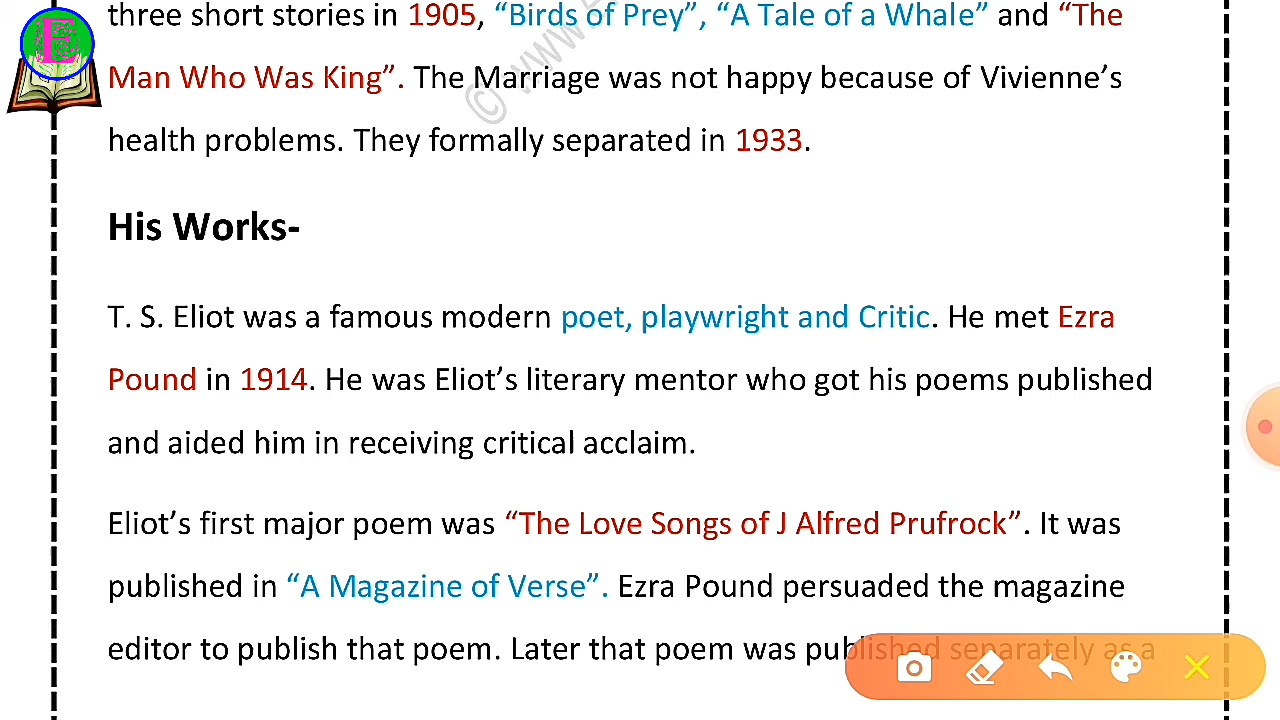 three short stories in 1905, “Birds of Prey”, “A Tale of a Whale” and “The
Man Who Was King”. The Marriage was not happy because of Vivienne’s
health problems. They formally separated in 1933.
His Works-
T. S. Eliot was a famous modern poet, playwright and Critic. He met Ezra
Pound in 1914. He was Eliot’s literary mentor who got his poems published
and aided him in receiving critical acclaim.
Eliot’s first major poem was “The Love Songs of J Alfred Prufrock”. It was
published in “A Magazine of Verse”. Ezra Pound persuaded the magazine
editor to publish that poem. Later that poem was published separately as a
E
© www.